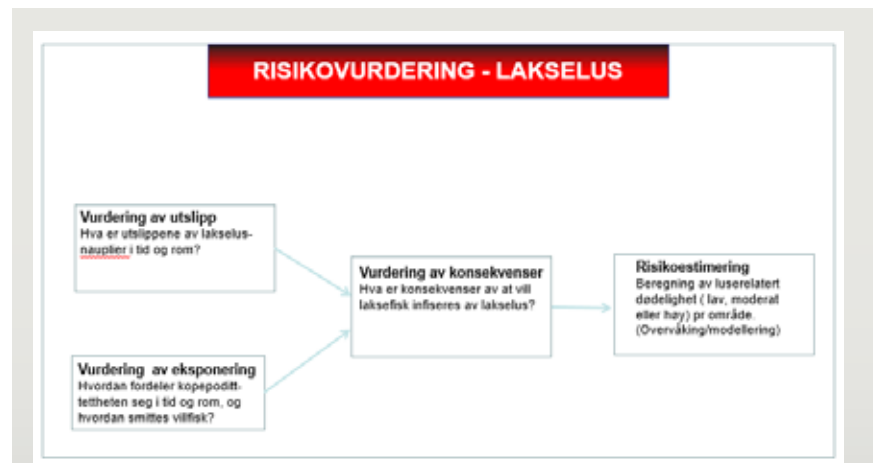 RISIKOVURDERING - LAKSELUS
Vurdering av utslipp
Hva er utslippene av lakselus-
nauplier i tid og rom?
Vurdering av konsekvenser
Hva er konsekvenser av at vill
laksefisk infiseres av lakselus?
Risikoestimering
Beregning av luserelatert
dødelighet ( lav, moderat
eller høy) pr område.
(Overvåking/modellering)
Vurdering av eksponering
Hvordan fordeler kopepoditt-
tettheten seg i tid og rom, og
hvordan smittes villfisk?